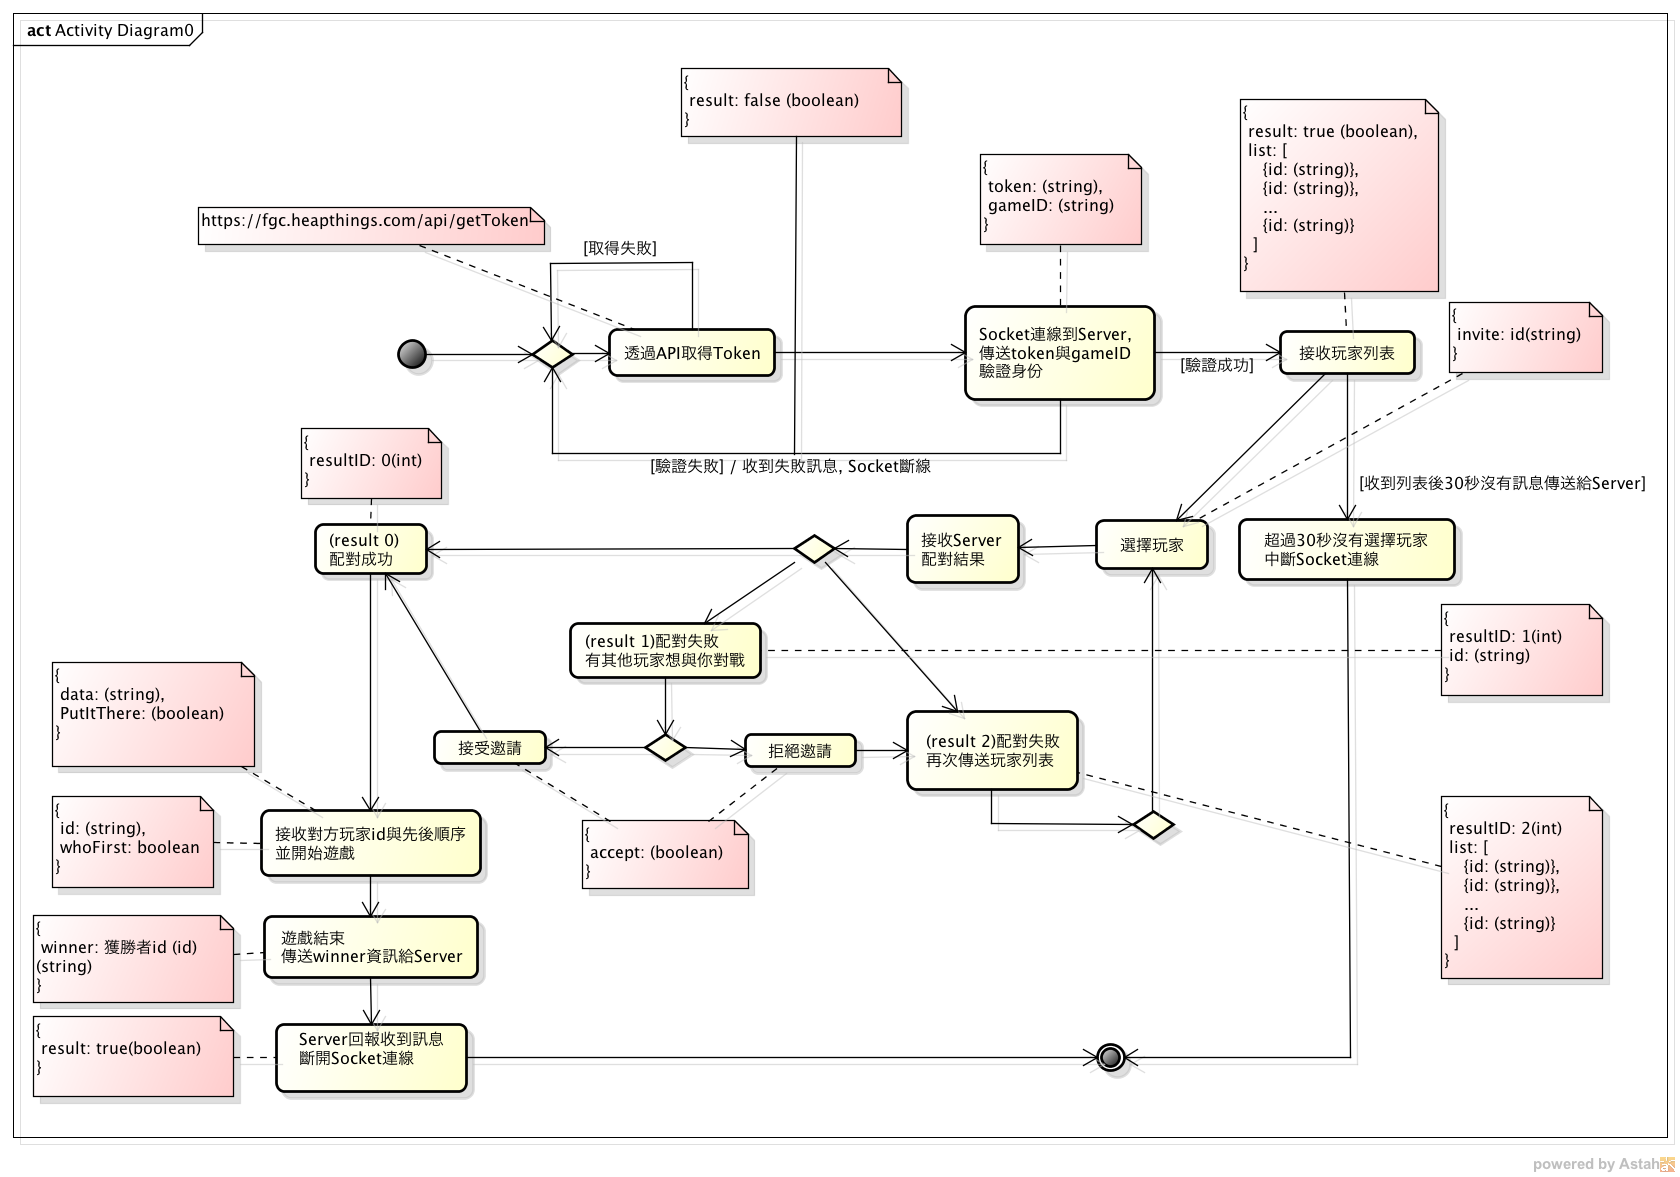 act Activity Diagram0
{
result: false (boolean)
}
{
result: true (boolean),
list: [
{id: (string)},
{id: (string)},
...
{id: (string)}
]
}
{
token: (string),
gameID: (string)
}
https://fgc.heapthings.com/api/getToken
[取得失敗]
{
invite: id(string)
}
透過API取得Token
Socket連線到Server,
傳送token與gameID
驗證身份
[驗證成功]
接收玩家列表
[驗證失敗] / 收到失敗訊息, Socket斷線
{
resultID: 0(int)
}
[收到列表後30秒沒有訊息傳送給Server]
(result 0)
配對成功
接收Server
配對結果
選擇玩家
超過30秒沒有選擇玩家
中斷Socket連線
(result 1)配對失敗
有其他玩家想與你對戰
{
resultID: 1(int)
id: (string)
}
{
data: (string),
PutItThere: (boolean)
}
接受邀請
拒絕邀請
(result 2)配對失敗
再次傳送玩家列表
{
id: (string),
whoFirst: boolean
}
接收對方玩家id與先後順序
並開始遊戲
{
accept: (boolean)
}
{
resultID: 2(int)
list: [
{id: (string)},
{id: (string)},
...
{id: (string)}
]
}
{
winner: 獲勝者id (id)
(string)
}
遊戲結束
傳送winner資訊給Server
{
result: true(boolean)
}
Server回報收到訊息
斷開Socket連線
powered by Astah